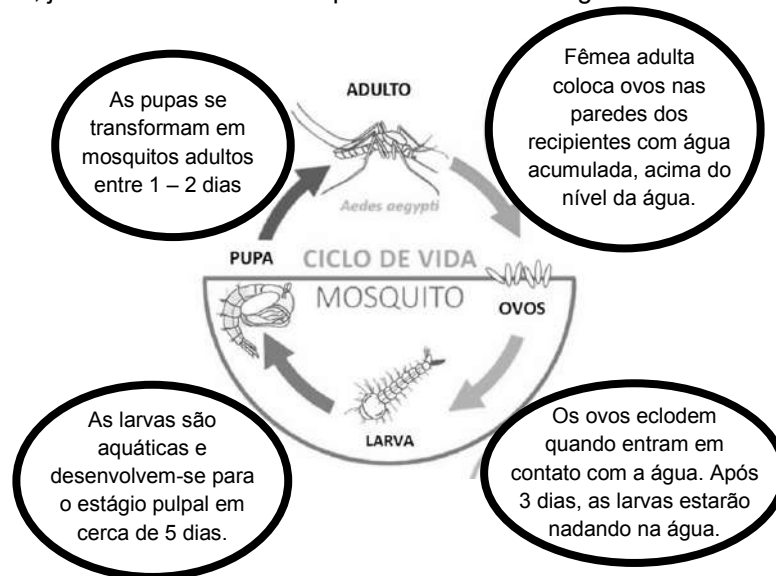 As pupas se
transformam em
mosquitos adultos
entre 1 – 2 dias
ADULTO
Fêmea adulta
coloca ovos nas
paredes dos
recipientes com água
acumulada, acima do
nível da água.
Aedes aegypti
PUPA
CICLO DE VIDA
MOSQUITO
OVOS
LARVA
As larvas são
aquáticas e
desenvolvem-se para
o estágio pulpal em
cerca de 5 dias.
Os ovos eclodem
quando entram em
contato com a água. Após
3 dias, as larvas estarão
nadando na água.